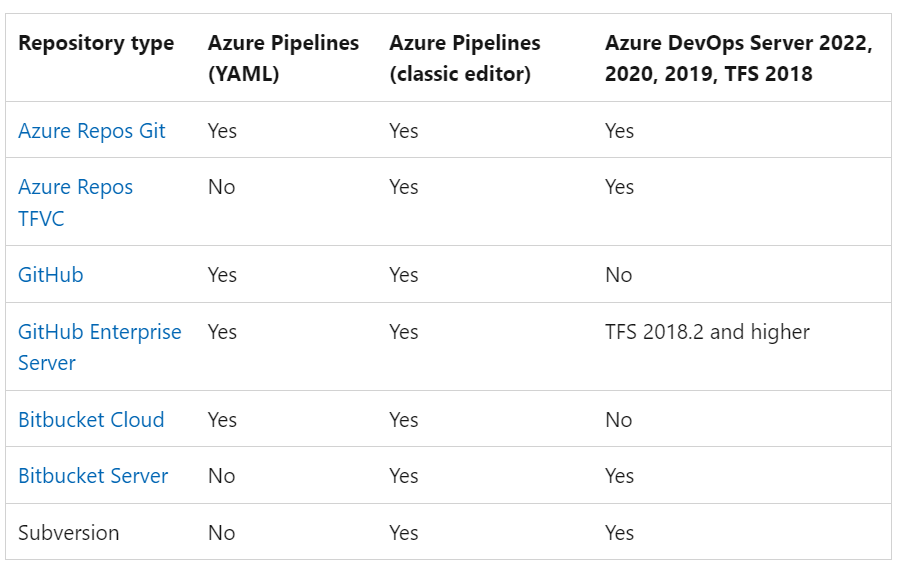 Repository type Azure Pipelines (YAML) Azure Pipelines (classic editor) Azure DevOps Server 2022, 2020, 2019, TFS 2018
Azure Repos Git Yes Yes Yes
Azure Repos TFVC No Yes Yes
GitHub Yes Yes No
GitHub Enterprise Server Yes Yes TFS 2018.2 and higher
Bitbucket Cloud Yes Yes No
Bitbucket Server No Yes Yes
Subversion No Yes Yes